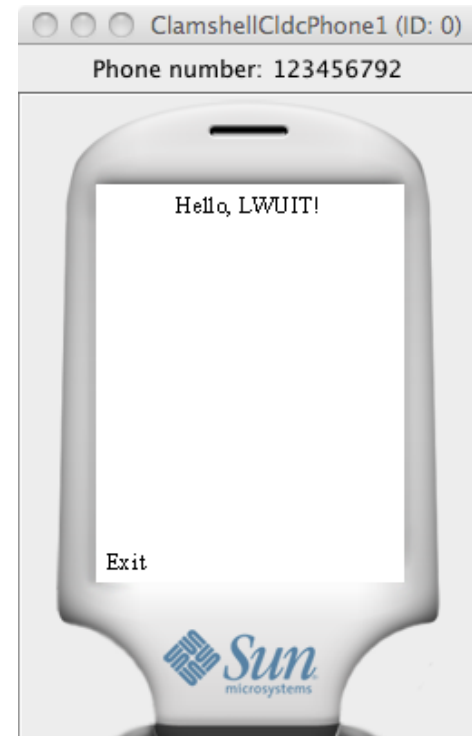 ClamshellCldcPhone1 (ID: 0)
Phone number: 123456792
Hello, LWUIT!
Exit
Sun
microsystems